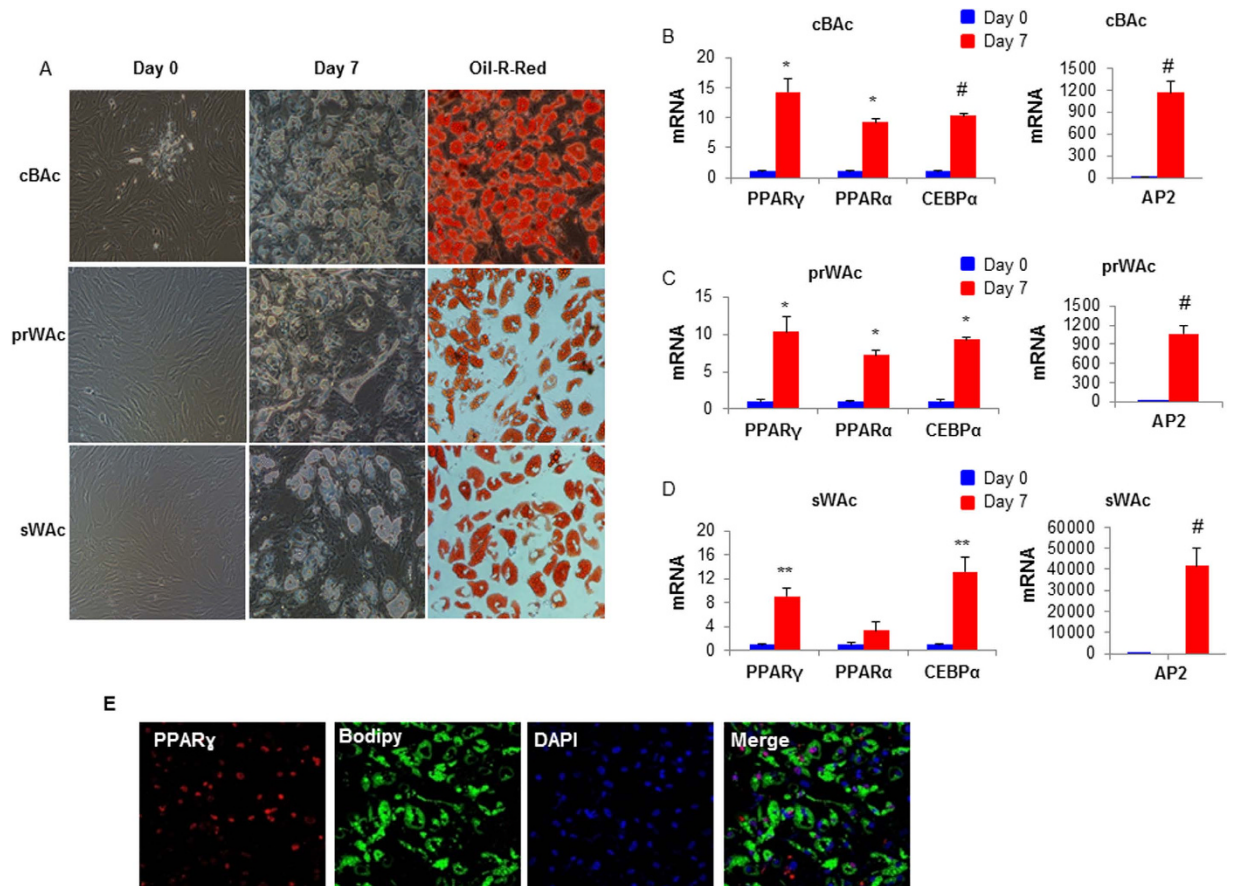 A
Day 0 Day 7 Oil-R-Red
cBAc
prWAc
sWAc
B
cBAc
Day 0
Day 7
mRNA
20
15
10
5
0
*
*
#
PPARγ PPARα CEBPα
cBAc
mRNA
1500
1200
900
600
300
0
#
AP2
C
prWAc
Day 0
Day 7
mRNA
15
10
5
0
*
*
*
PPARγ PPARα CEBPα
prWAc
mRNA
1500
1200
900
600
300
0
#
AP2
D
sWAc
Day 0
Day 7
mRNA
20
16
12
8
4
0
**
**
PPARγ PPARα CEBPα
sWAc
mRNA
60000
50000
40000
30000
20000
10000
0
#
AP2
E
PPARɣ Bodipy DAPI Merge